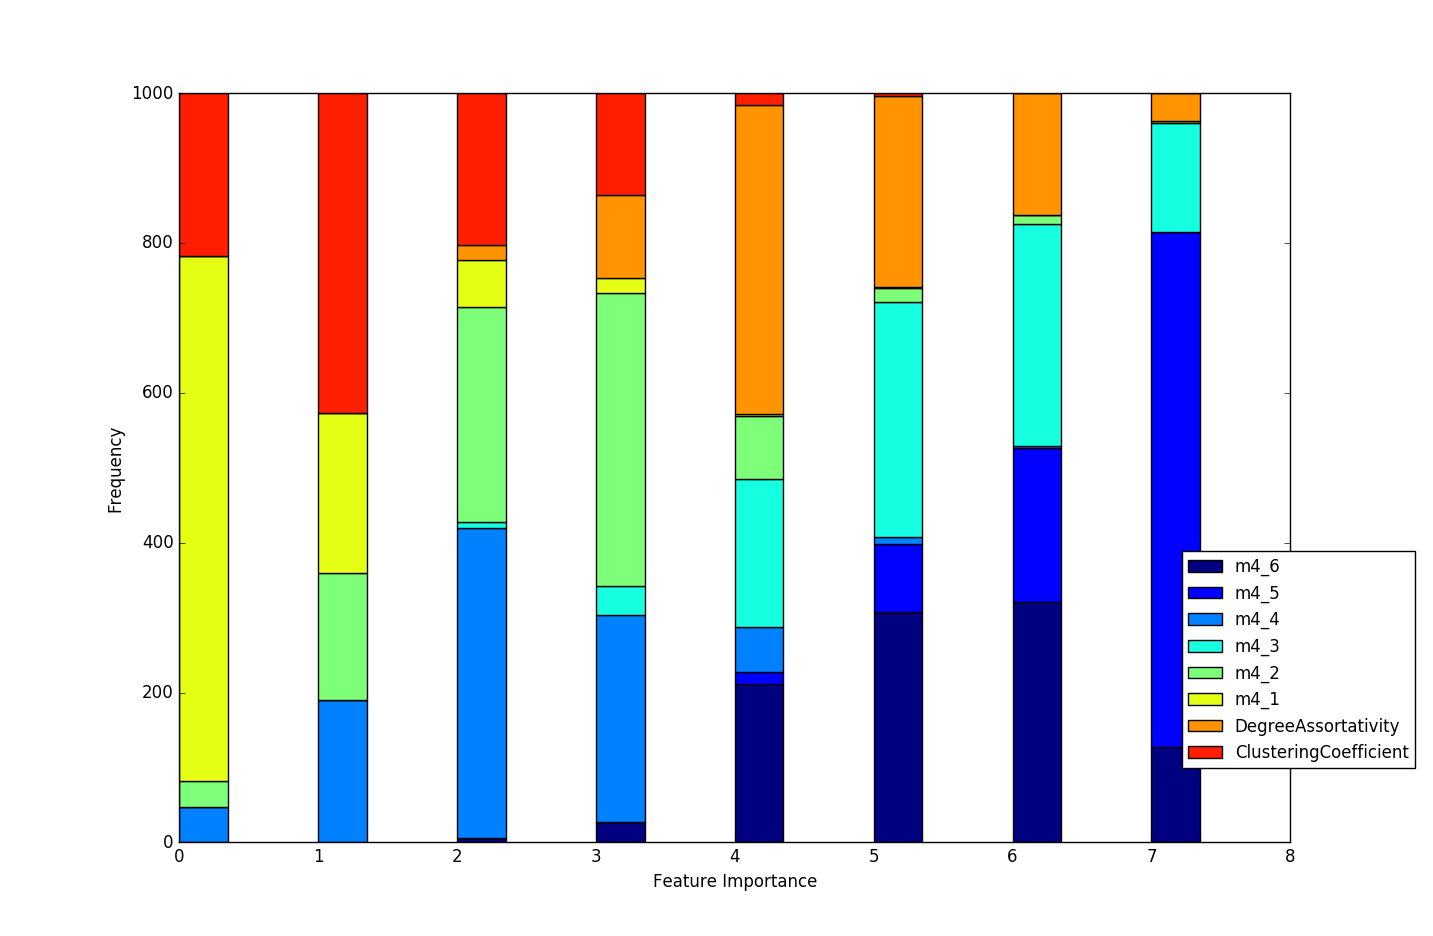 1000
800
600
400
200
0
0 1 2 3 4 5 6 7 8
Frequency
Feature Importance
m4_6
m4_5
m4_4
m4_3
m4_2
m4_1
DegreeAssortativity
ClusteringCoefficient